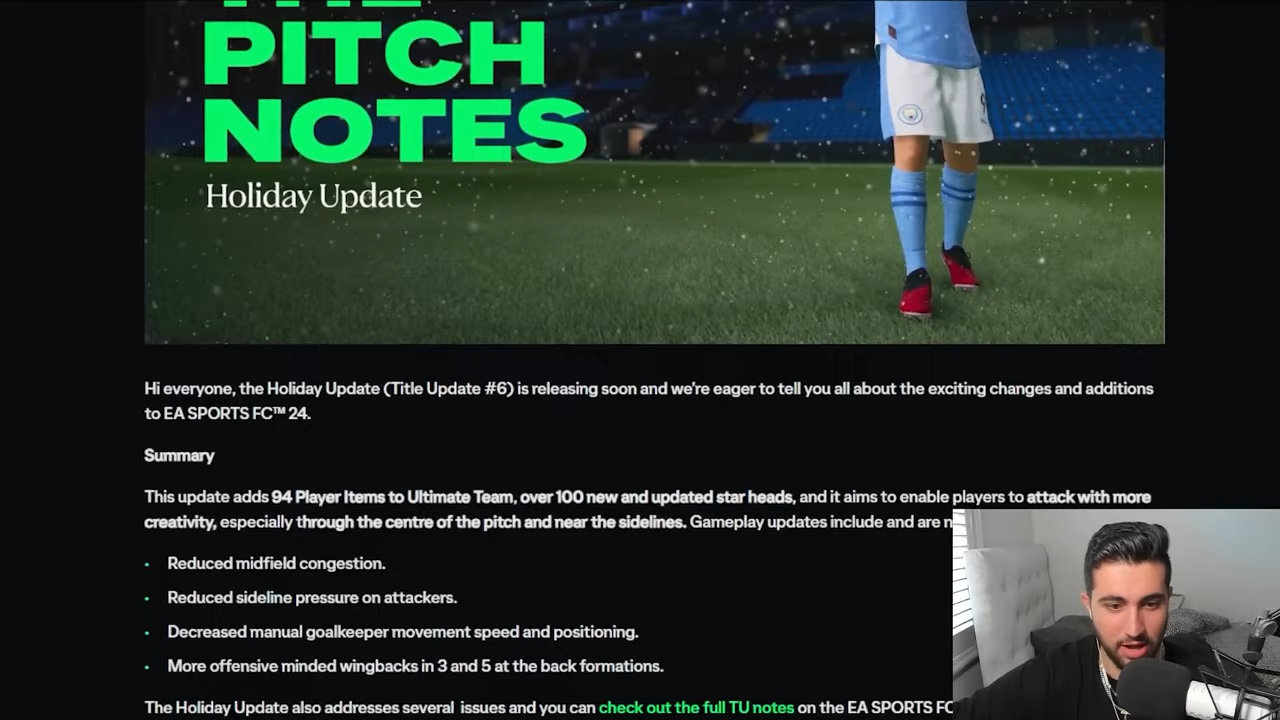 PITCH
NOTES
Holiday Update
Hi everyone, the Holiday Update (Title Update #6) is releasing soon and we're eager to tell you all about the exciting changes and additions
to EA SPORTS FC™ 24.
Summary
This update adds 94 Player Items to Ultimate Team, over 100 new and updated star heads, and it aims to enable players to attack with more
creativity, especially through the centre of the pitch and near the sidelines. Gameplay updates include and are
• Reduced midfield congestion.
• Reduced sideline pressure on attackers.
• Decreased manual goalkeeper movement speed and positioning.
• More offensive minded wingbacks in 3 and 5 at the back formations.
The Holiday Update also addresses several issues and you can check out the full TU notes on the EA SPORTS FC